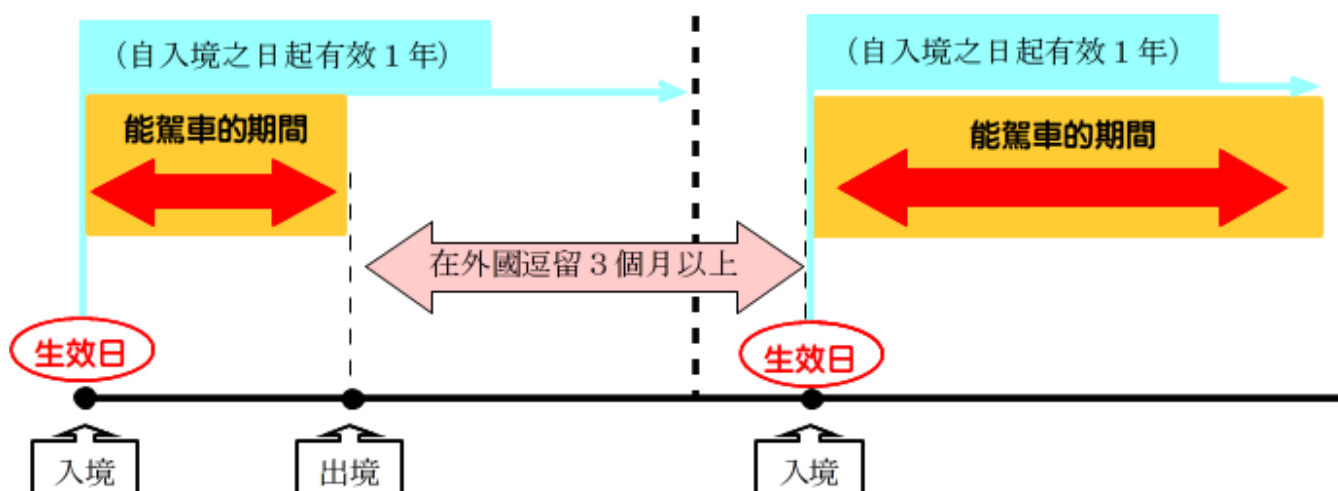 (自入境之日起有效1年)
(自入境之日起有效1年)
能駕車的期間
能駕車的期間
在外國逗留3個月以上
生效日
生效日
入境
出境
入境